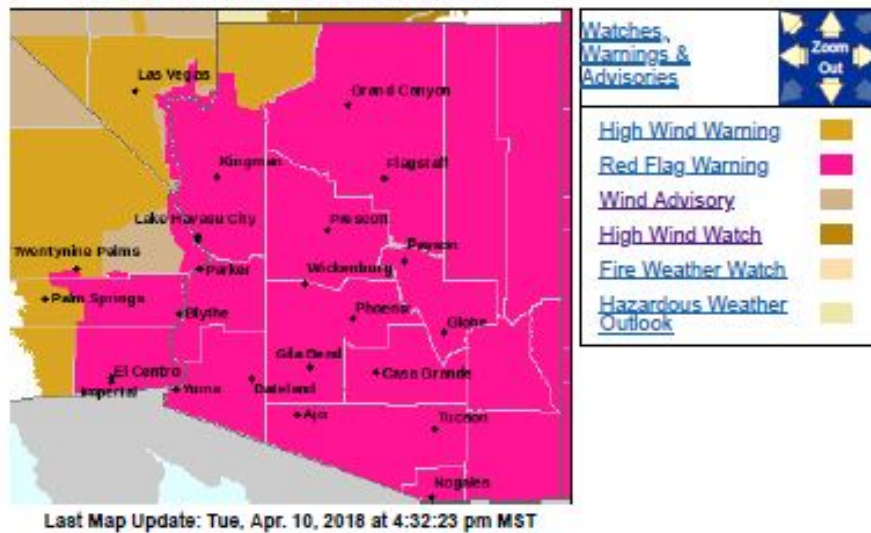 Las Vegas
Grand Canyon
Kingman
Flagstaff
Lake Havasu City
Prescott
Twentynine Palms
Payson
Parker
Wickenburg
Palm Springs
Blythe
Phoenix
Globe
Gila Bend
El Centro
Casa Grande
Imperial
Yuma
Dateland
Ajo
Tucson
Nogales
Last Map Update: Tue, Apr. 10, 2018 at 4:32:23 pm MST
Watches,
Warnings &
Advisories
Zoom
Out
High Wind Warning
Red Flag Warning
Wind Advisory
High Wind Watch
Fire Weather Watch
Hazardous Weather
Outlook